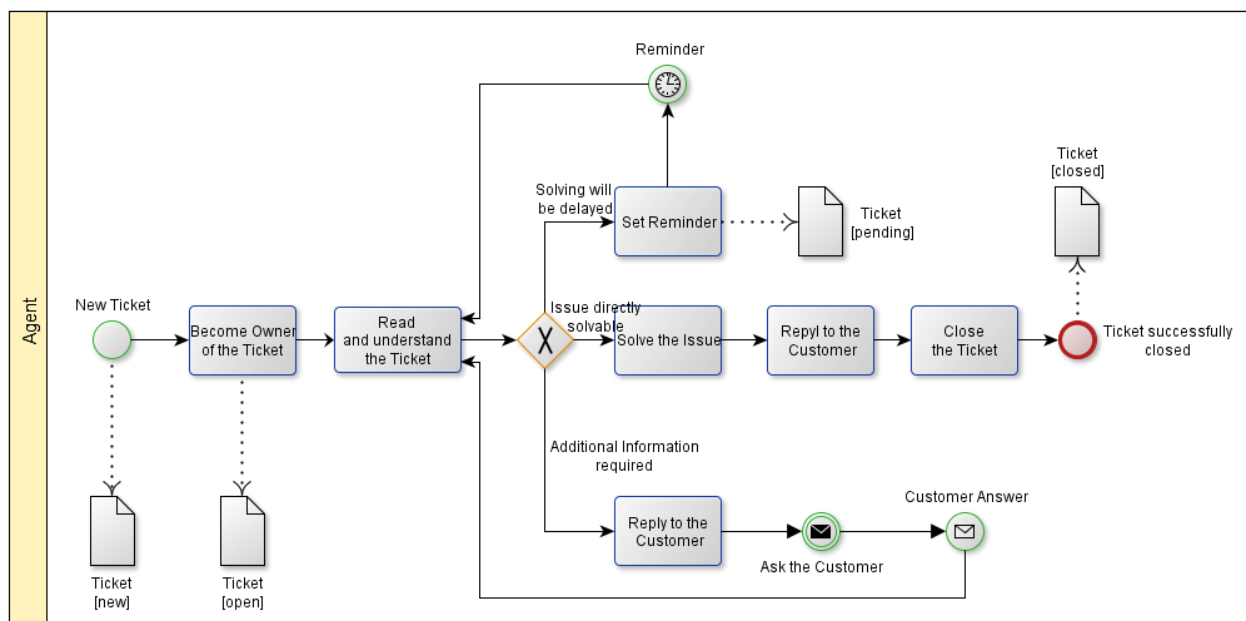 Agent
Reminder
Ticket
[closed]
Solving will
be delayed
Set Reminder
Ticket
[pending]
New Ticket
Become Owner
of the Ticket
Read
and understand
the Ticket
Issue directly
solvable
Solve the Issue
Repyl to the
Customer
Close
the Ticket
Ticket successfully
closed
Additional Information
required
Reply to the
Customer
Ask the Customer
Customer Answer
Ticket
[new]
Ticket
[open]